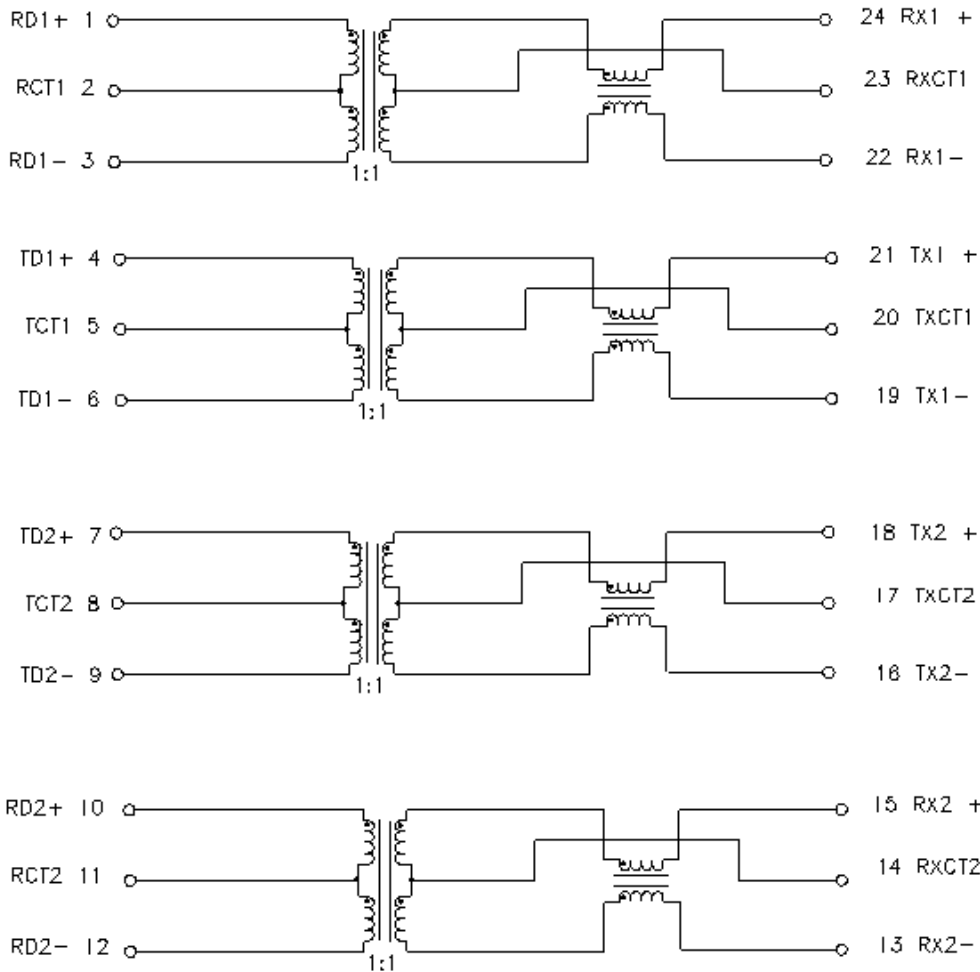 RD1+ 1
24 RX1 +
RCT1 2
23 RXCT1
RD1- 3
22 RX1-
1:1
TD1+ 4
21 TX1 +
TCT1 5
20 TXCT1
TD1- 6
19 TX1-
1:1
TD2+ 7
18 TX2 +
TCT2 8
17 TXCT2
TD2- 9
16 TX2-
1:1
RD2+ 10
15 RX2 +
RCT2 11
14 RXCT2
RD2- 12
13 RX2-
1:1